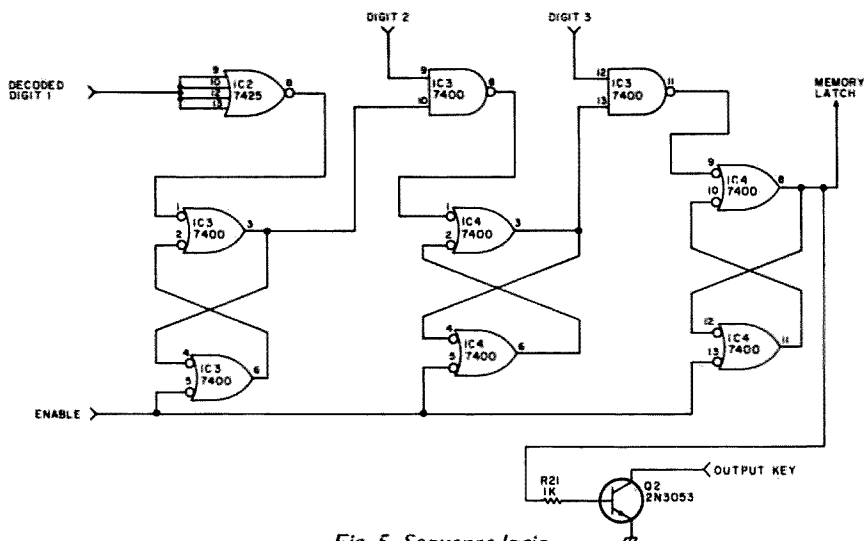 DIGIT 2
DIGIT 3
DECODED
DIGIT 1
9
10
12
13
IC2
7425
8
9
10
IC3
7400
8
12
13
IC3
7400
11
MEMORY
LATCH
1
2
IC3
7400
3
1
2
IC4
7400
3
9
10
IC4
7400
8
4
5
IC3
7400
6
4
5
IC4
7400
6
12
13
IC4
7400
11
ENABLE
R21
1K
Q2
2N3053
OUTPUT KEY
Fig. 5. Sequence logic